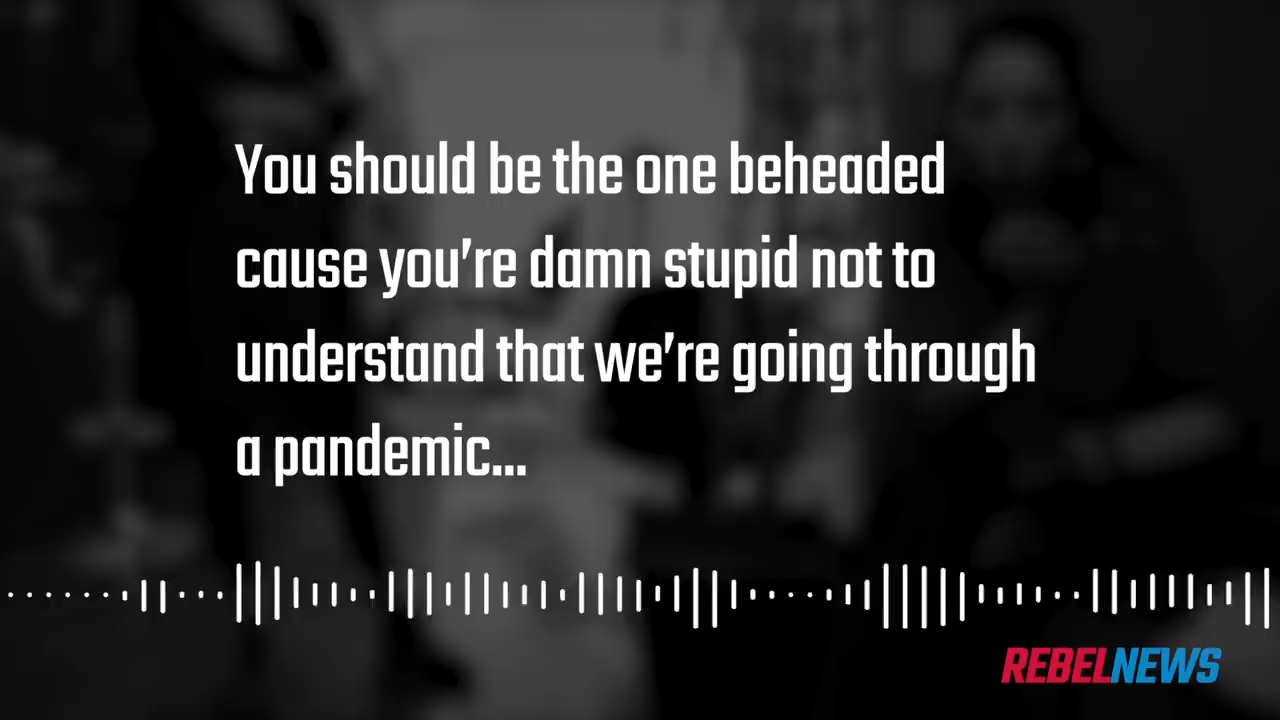 You should be the one beheaded
cause you’re damn stupid not to
understand that we’re going through
a pandemic...
REBELNEWS